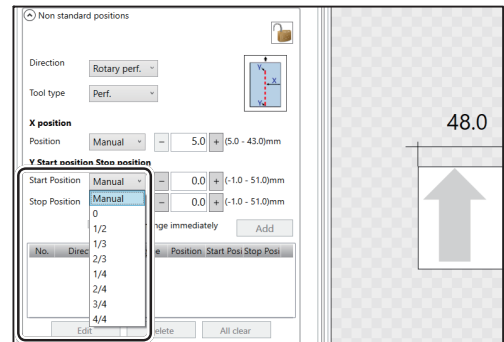 Non standard positions
Direction Rotary perf.
Tool type Perf.
Y
X
Y
X position
Position Manual − 5.0 + (5.0 - 43.0)mm
Y Start position Stop position
Start Position Manual − 0.0 + (-1.0 - 51.0)mm
Stop Position Manual − 0.0 + (-1.0 - 51.0)mm
0
1/2 nge immediately Add
1/3
No. Direc e Position Start Posi Stop Posi
2/3
1/4
2/4
3/4
4/4
Edit elete All clear
48.0